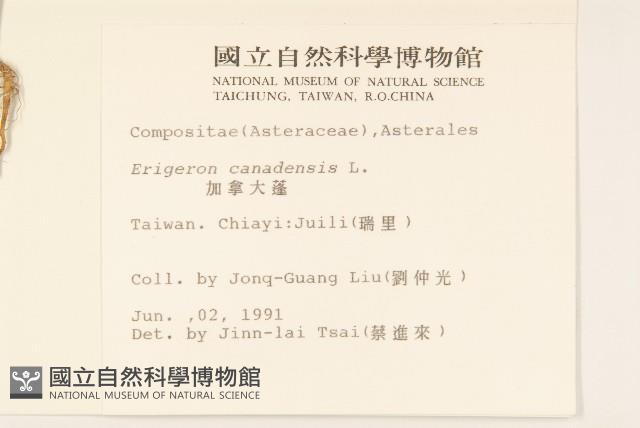 國立自然科學博物館
NATIONAL MUSEUM OF NATURAL SCIENCE
TAICHUNG, TAIWAN, R.O.CHINA
Compositae(Asteraceae),Asterales
Erigeron canadensis L.
加拿大蓬
Taiwan. Chiayi:Juili(瑞里)
Coll. by Jonq-Guang Liu(劉仲光)
Jun. ,02, 1991
Det. by Jinn-lai Tsai(蔡進來)
國立自然科學博物館
NATIONAL MUSEUM OF NATURAL SCIENCE